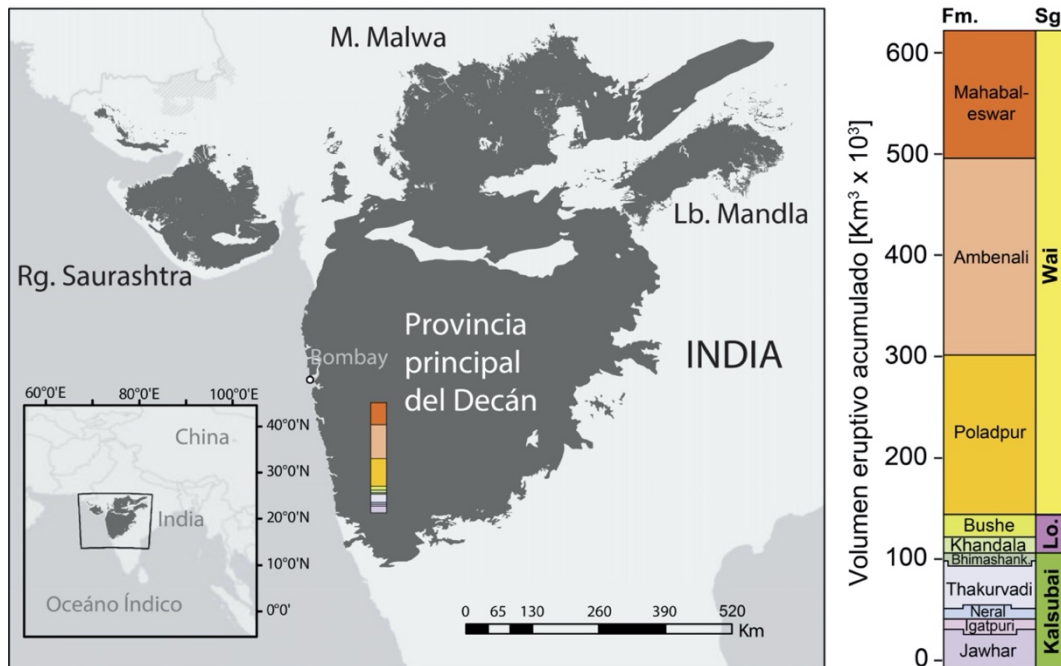 M. Malwa
Lb. Mandla
Rg. Saurashtra
Provincia
principal
del Decán
Bombay
INDIA
60°0'E 80°0'E 100°0'E
40°0'N
30°0'N
20°0'N
10°0'N
0°0'
China
India
Oceáno Índico
0 65 130 260 390 520
Km
Volumen eruptivo acumulado [Km³ x 10³]
600
500
400
300
200
100
0
Fm. Sg
Mahabal-
eswar
Ambenali
Poladpur
Bushe
Khandala
Bhimashank.
Thakurvadi
Neral
Igatpuri
Jawhar
Wai
Lo.
Kalsubai